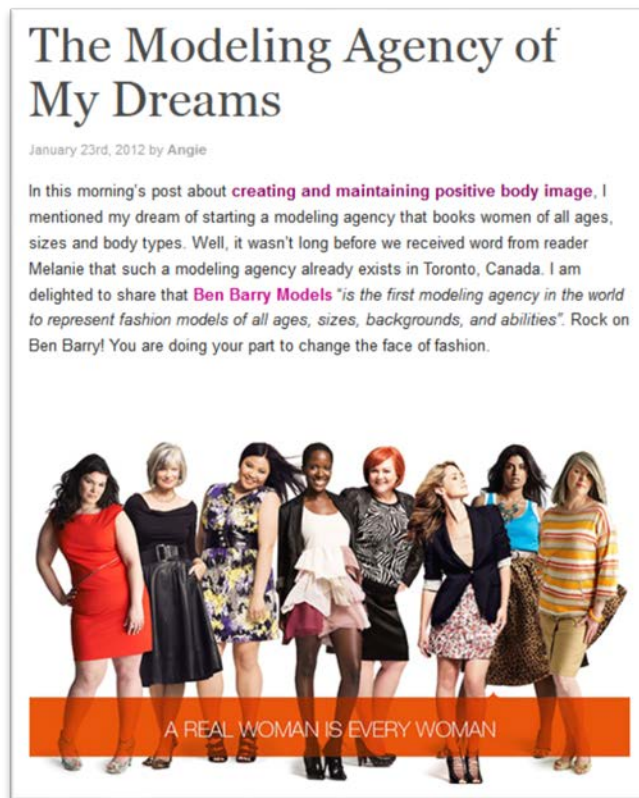 The Modeling Agency of
My Dreams
January 23rd, 2012 by Angie
In this morning's post about creating and maintaining positive body image, I
mentioned my dream of starting a modeling agency that books women of all ages,
sizes and body types. Well, it wasn't long before we received word from reader
Melanie that such a modeling agency already exists in Toronto, Canada. I am
delighted to share that Ben Barry Models "is the first modeling agency in the world
to represent fashion models of all ages, sizes, backgrounds, and abilities". Rock on
Ben Barry! You are doing your part to change the face of fashion.
A REAL WOMAN IS EVERY WOMAN